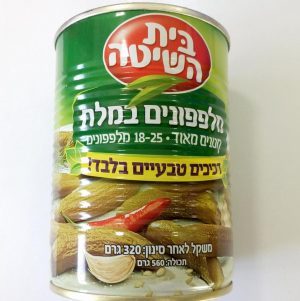 בית
השיטה
מלפפונים במלח
קטנים מאוד • 18-25 מלפפונים
רכיבים טבעיים בלבד!
משקל לאחר סינון: 320 גרם
תכולה: 560 גרם